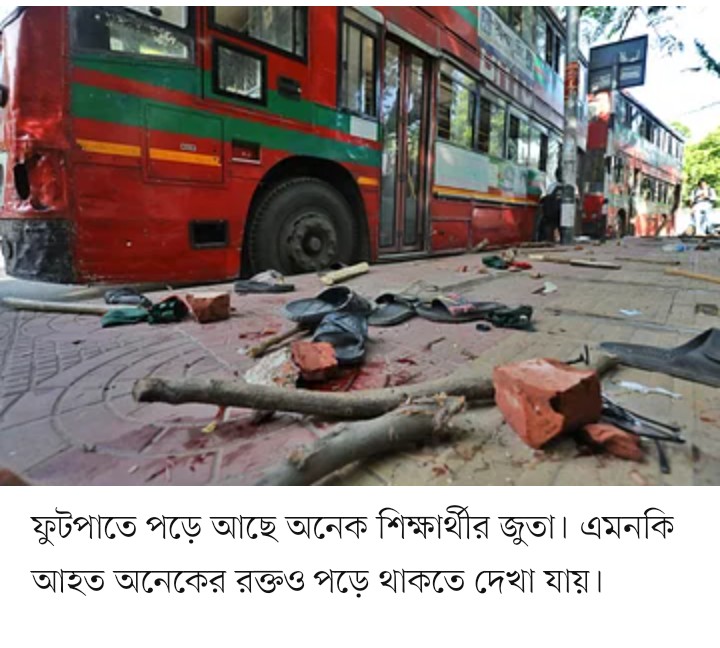 ফুটপাতে পড়ে আছে অনেক শিক্ষার্থীর জুতা। এমনকি
আহত অনেকের রক্তও পড়ে থাকতে দেখা যায়।